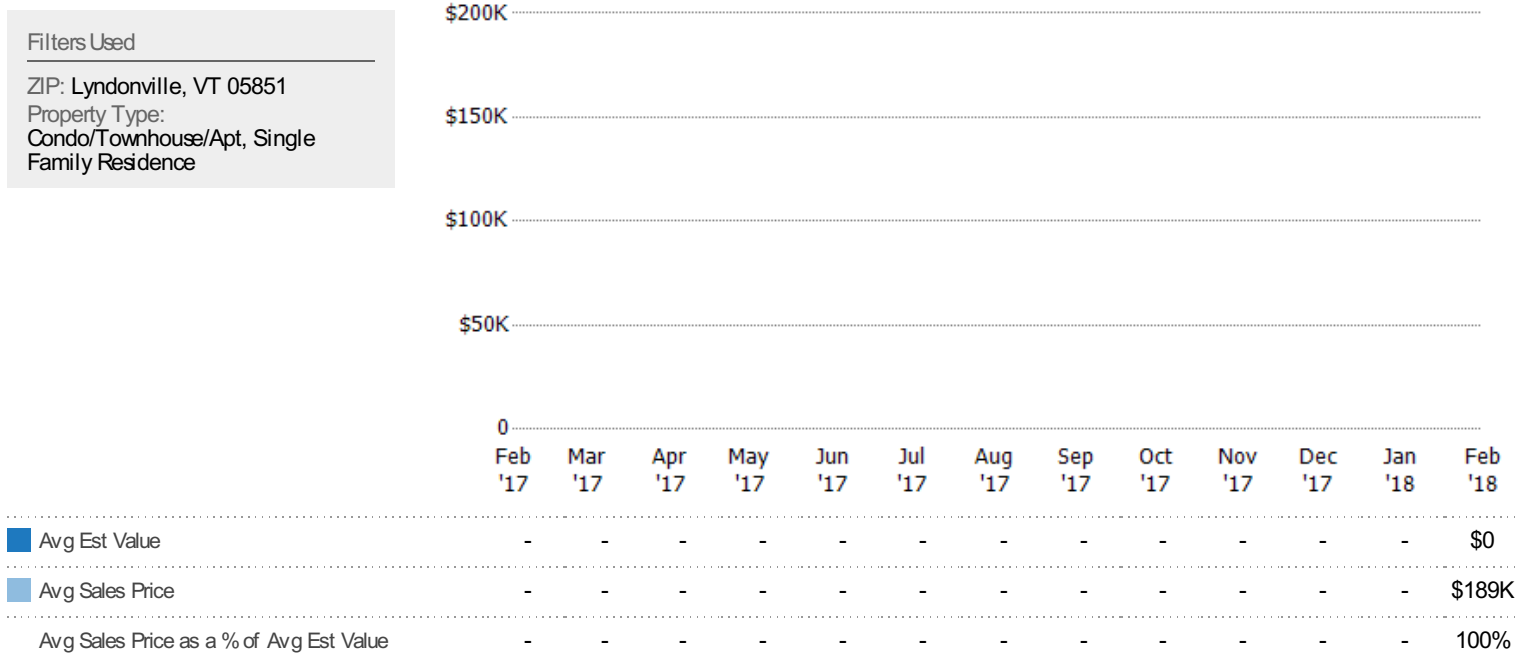 Filters Used
ZIP: Lyndonville, VT 05851
Property Type:
Condo/Townhouse/Apt, Single
Family Residence
$200K
$150K
$100K
$50K
0
Feb Mar Apr May Jun Jul Aug Sep Oct Nov Dec Jan Feb
'17 '17 '17 '17 '17 '17 '17 '17 '17 '17 '17 '18 '18
Avg Est Value - - - - - - - - - - - - $0
Avg Sales Price - - - - - - - - - - - - $189K
Avg Sales Price as a % of Avg Est Value - - - - - - - - - - - - 100%